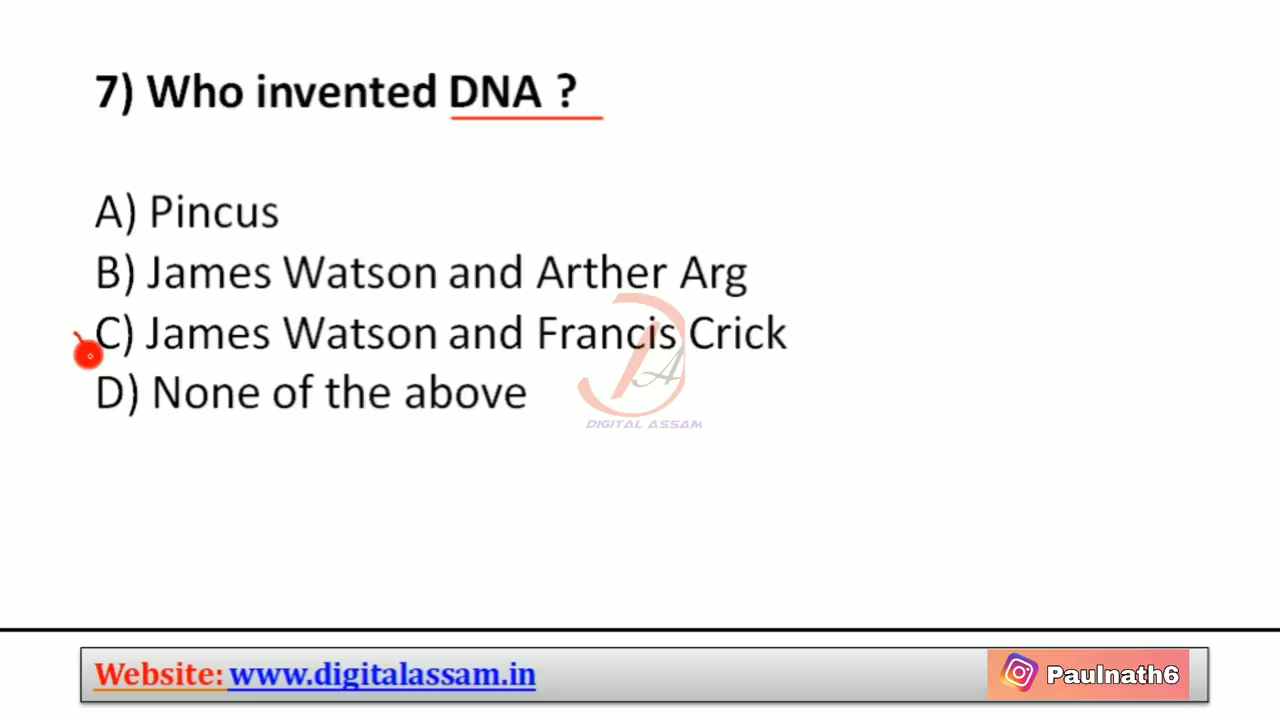 7) Who invented DNA ?
A) Pincus
B) James Watson and Arther Arg
C) James Watson and Francis Crick
D) None of the above
DIGITAL ASSAM
Website: www.digitalassam.in
Paulnath6